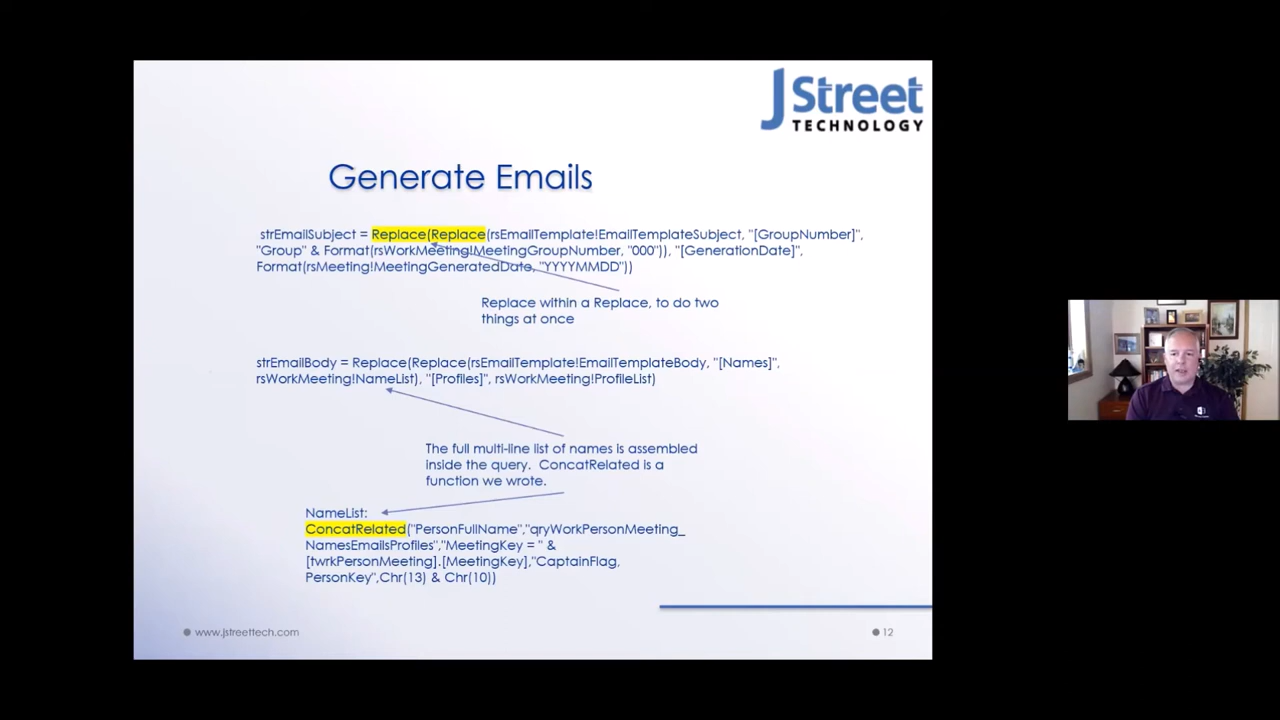 J Street
TECHNOLOGY
Generate Emails
strEmailSubject = Replace(Replace(rsEmailTemplate!EmailTemplateSubject, "[GroupNumber]",
"Group" & Format(rsWorkMeeting!MeetingGroupNumber, "000")), "[GenerationDate]",
Format(rsMeeting!MeetingGeneratedDate, "YYYYMMDD"))
Replace within a Replace, to do two
things at once
strEmailBody = Replace(Replace(rsEmailTemplate!EmailTemplateBody, "[Names]",
rsWorkMeeting!NameList), "[Profiles]", rsWorkMeeting!ProfileList)
The full multi-line list of names is assembled
inside the query.  ConcatRelated is a
function we wrote.
NameList:
ConcatRelated("PersonFullName","qryWorkPersonMeeting_
NamesEmailsProfiles","MeetingKey = " &
[twrkPersonMeeting].[MeetingKey],"CaptainFlag,
PersonKey",Chr(13) & Chr(10))
www.jstreettech.com
12